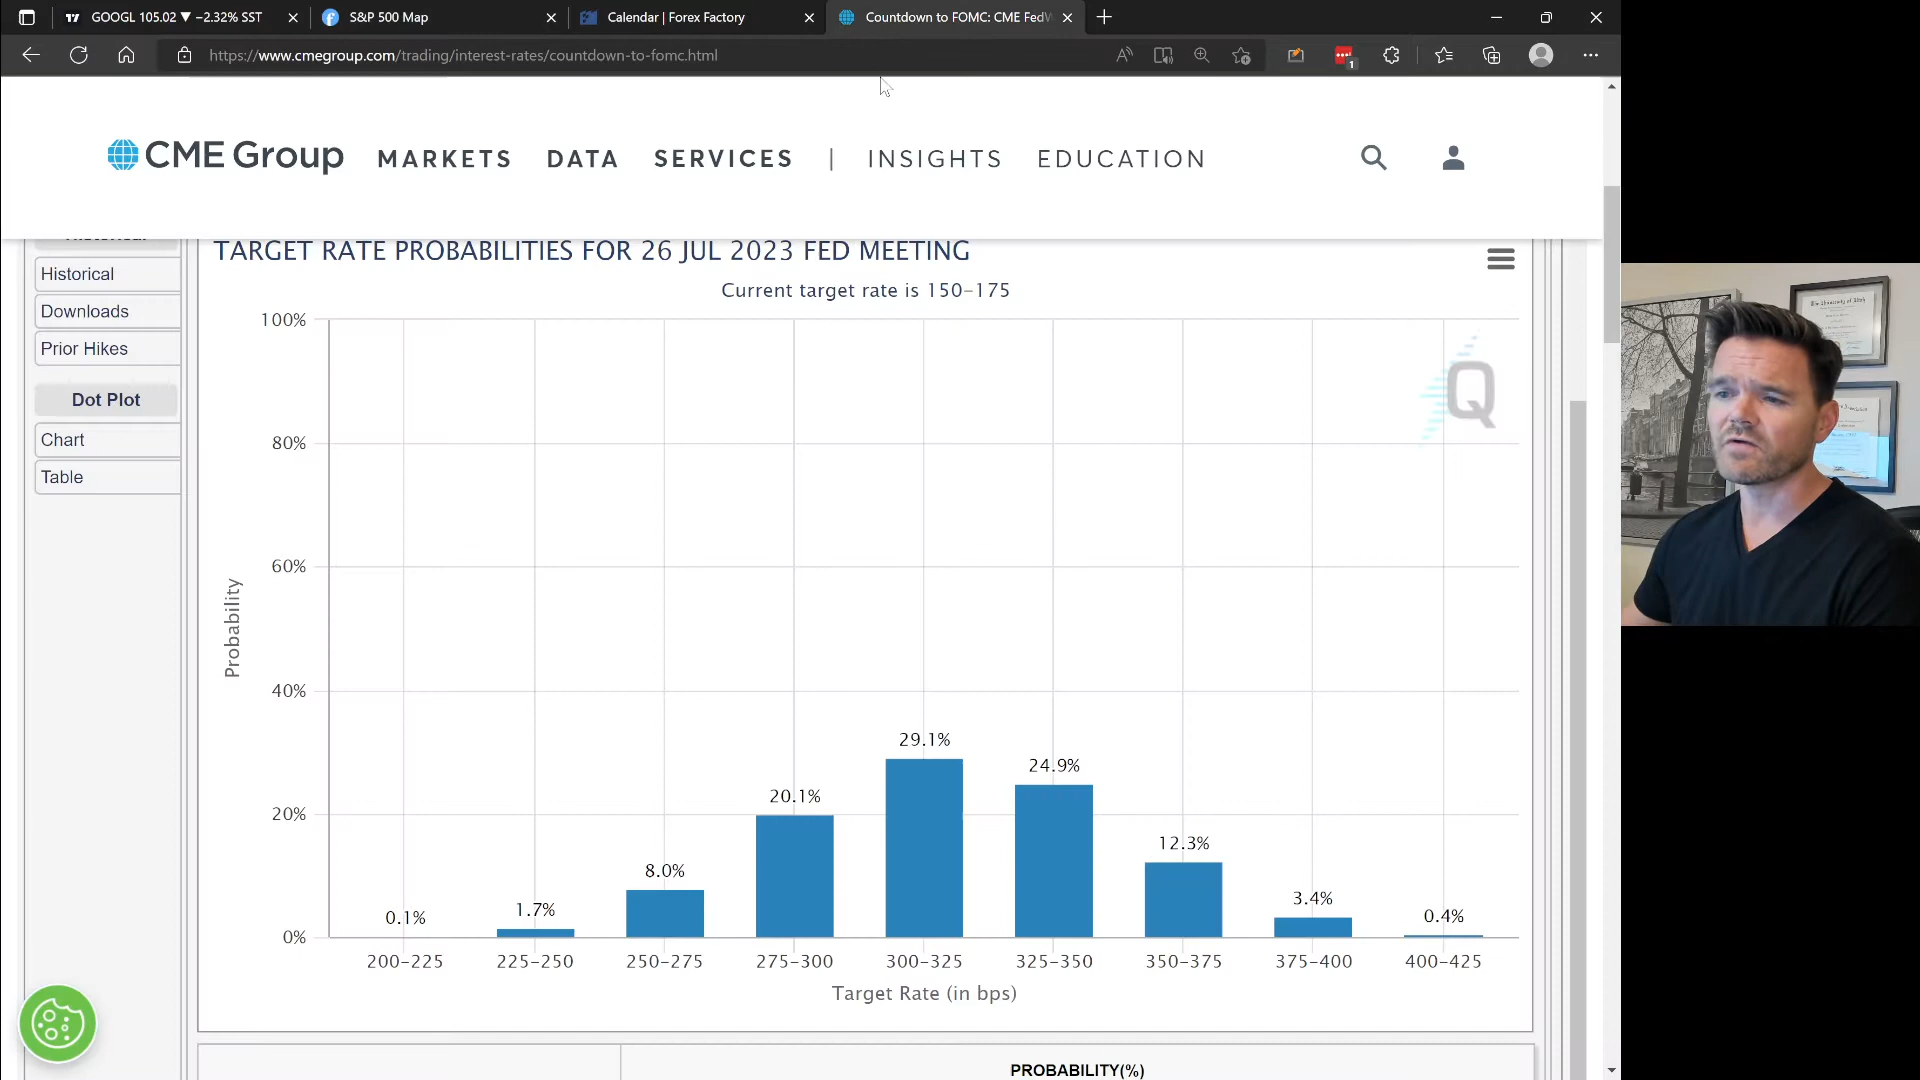 GOOGL 105.02 ▼ −2.32% SST
S&P 500 Map
Calendar | Forex Factory
Countdown to FOMC: CME FedW
https://www.cmegroup.com/trading/interest-rates/countdown-to-fomc.html
1
CME Group
MARKETS DATA SERVICES | INSIGHTS EDUCATION
Historical
Downloads
Prior Hikes
Dot Plot
Chart
Table
TARGET RATE PROBABILITIES FOR 26 JUL 2023 FED MEETING
Current target rate is 150–175
Q
100%
80%
60%
40%
20%
0%
Probability
0.1%
1.7%
8.0%
20.1%
29.1%
24.9%
12.3%
3.4%
0.4%
200–225 225–250 250–275 275–300 300–325 325–350 350–375 375–400 400–425
Target Rate (in bps)
PROBABILITY(%)